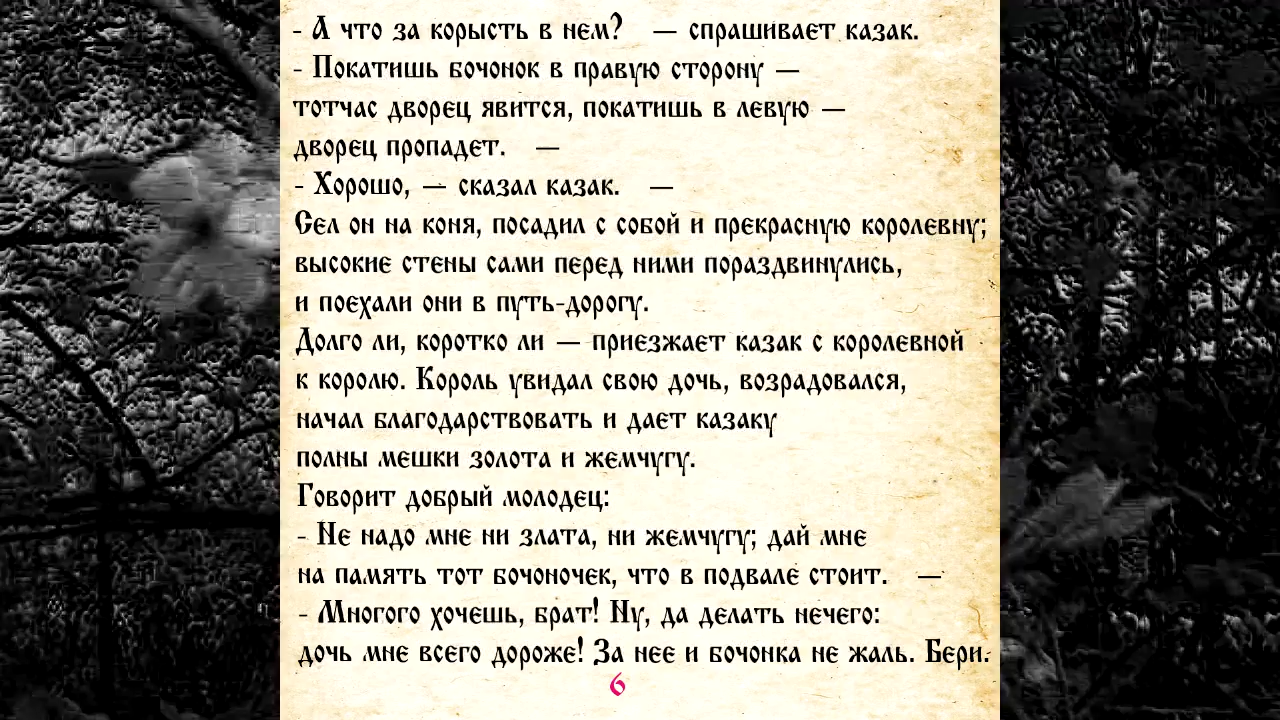 - А что за корысть в нем? — спрашивает казак.
- Покатишь бочонок в правую сторону —
тотчас дворец явится, покатишь в левую —
дворец пропадет. —
- Хорошо, — сказал казак. —
Сел он на коня, посадил с собой и прекрасную королевну;
высокие стены сами перед ними пораздвинулись,
и поехали они в путь-дорогу.
Долго ли, коротко ли — приезжает казак с королевной
к королю. Король увидал свою дочь, возрадовался,
начал благодарствовать и дает казаку
полны мешки золота и жемчугу.
Говорит добрый молодец:
- Не надо мне ни злата, ни жемчугу; дай мне
на память тот бочоночек, что в подвале стоит. —
- Многого хочешь, брат! Ну, да делать нечего:
дочь мне всего дороже! За нее и бочонка не жаль. Бери.
6